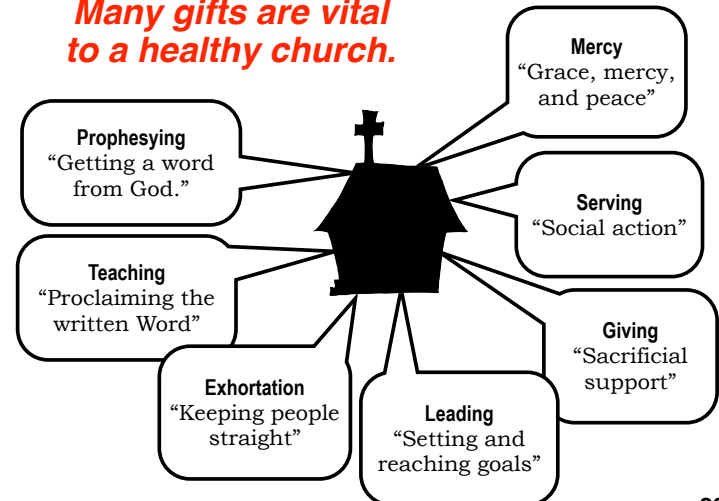 Many gifts are vital
to a healthy church.
Mercy
“Grace, mercy,
and peace”
Prophesying
“Getting a word
from God.”
Serving
“Social action”
Teaching
“Proclaiming the
written Word”
Giving
“Sacrificial
support”
Exhortation
“Keeping people
straight”
Leading
“Setting and
reaching goals”